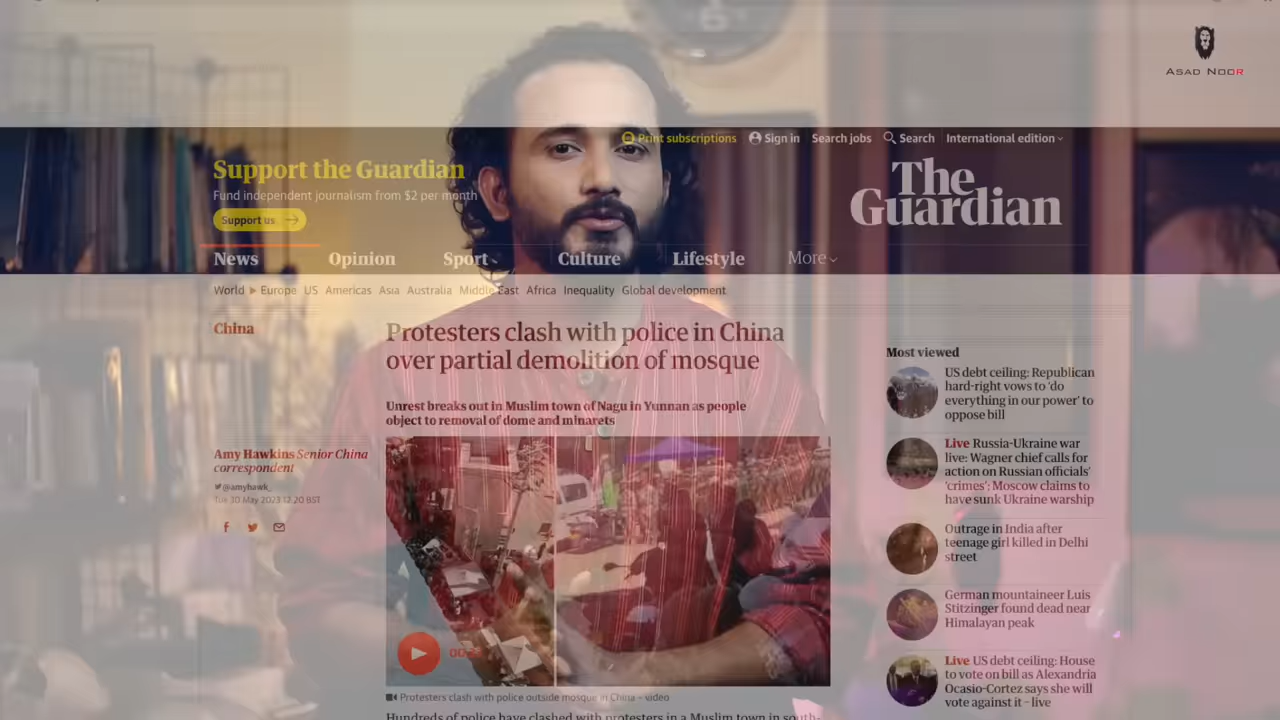 ASAD NOOR
Print subscriptions
Sign in
Search jobs
Search
International edition
Support the Guardian
Fund independent journalism from $2 per month
Support us
The
Guardian
News
Opinion
Sport
Culture
Lifestyle
More
World
Europe
US
Americas
Asia
Australia
Middle East
Africa
Inequality
Global development
China
Protesters clash with police in China
over partial demolition of mosque
Unrest breaks out in Muslim town of Nagu in Yunnan as people
object to removal of dome and minarets
Amy Hawkins Senior China
correspondent
@amyhawk_
Tue 30 May 2023 12.20 BST
Protesters clash with police outside mosque in China – video
Hundreds of police have clashed with protesters in a Muslim town in south-
Most viewed
US debt ceiling: Republican
hard-right vows to ‘do
everything in our power’ to
oppose bill
Live Russia-Ukraine war
live: Wagner chief calls for
action on Russian officials’
‘crimes’; Moscow claims to
have sunk Ukraine warship
Outrage in India after
teenage girl killed in Delhi
street
German mountaineer Luis
Stitzinger found dead near
Himalayan peak
Live US debt ceiling: House
to vote on bill as Alexandria
Ocasio-Cortez says she will
vote against it – live